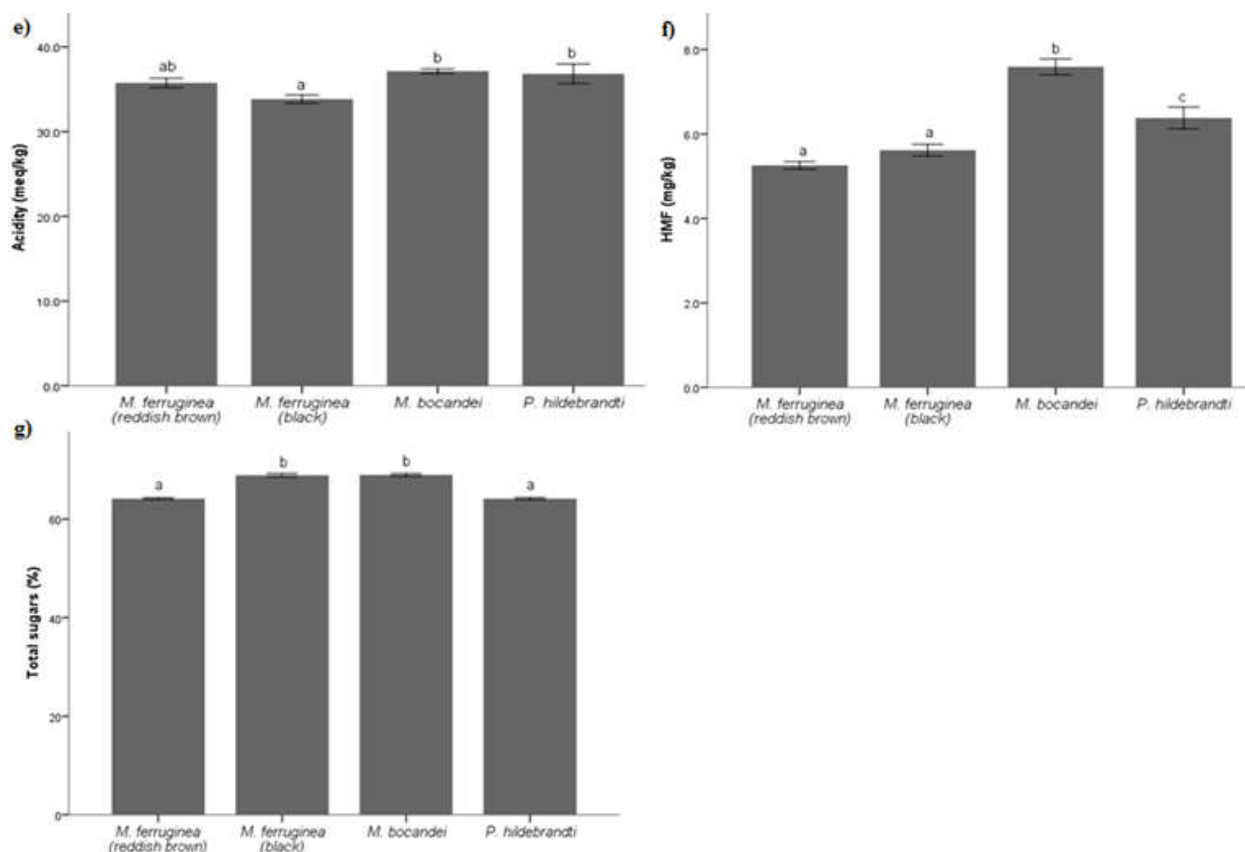 e)
Acidity (meq/kg)
40.0
30.0
20.0
10.0
0.0
ab
a
b
b
M. ferruginea
(reddish brown)
M. ferruginea
(black)
M. bocandei
P. hildebrandti
f)
HMF (mg/kg)
8.0
6.0
4.0
2.0
0.0
a
a
b
c
M. ferruginea
(reddish brown)
M. ferruginea
(black)
M. bocandei
P. hildebrandti
g)
Total sugars (%)
60
40
20
0
a
b
b
a
M. ferruginea
(reddish brown)
M. ferruginea
(black)
M. bocandei
P. hildebrandti